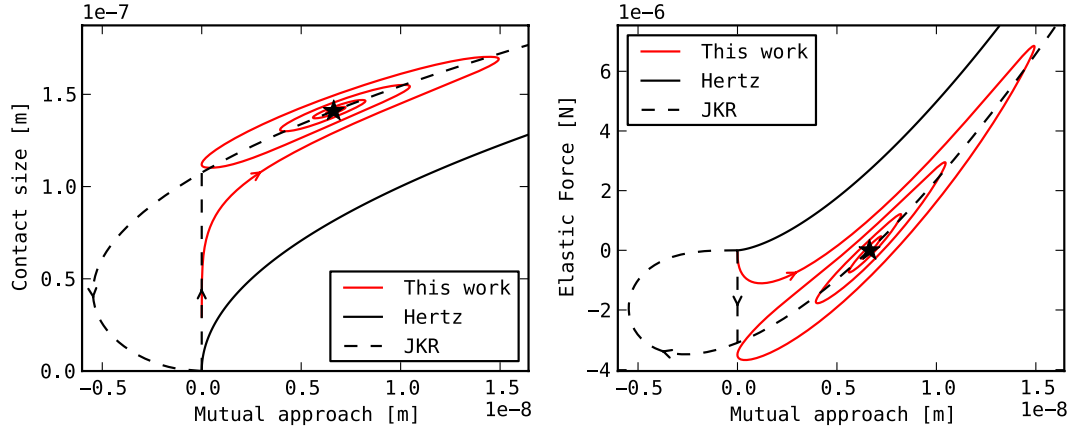 1e-7
Contact size [m]
1.5
1.0
0.5
0.0
This work
Hertz
JKR
−0.5 0.0 0.5 1.0 1.5
Mutual approach [m] 1e-8
1e-6
Elastic Force [N]
6
4
2
0
−2
−4
This work
Hertz
JKR
−0.5 0.0 0.5 1.0 1.5
Mutual approach [m] 1e-8